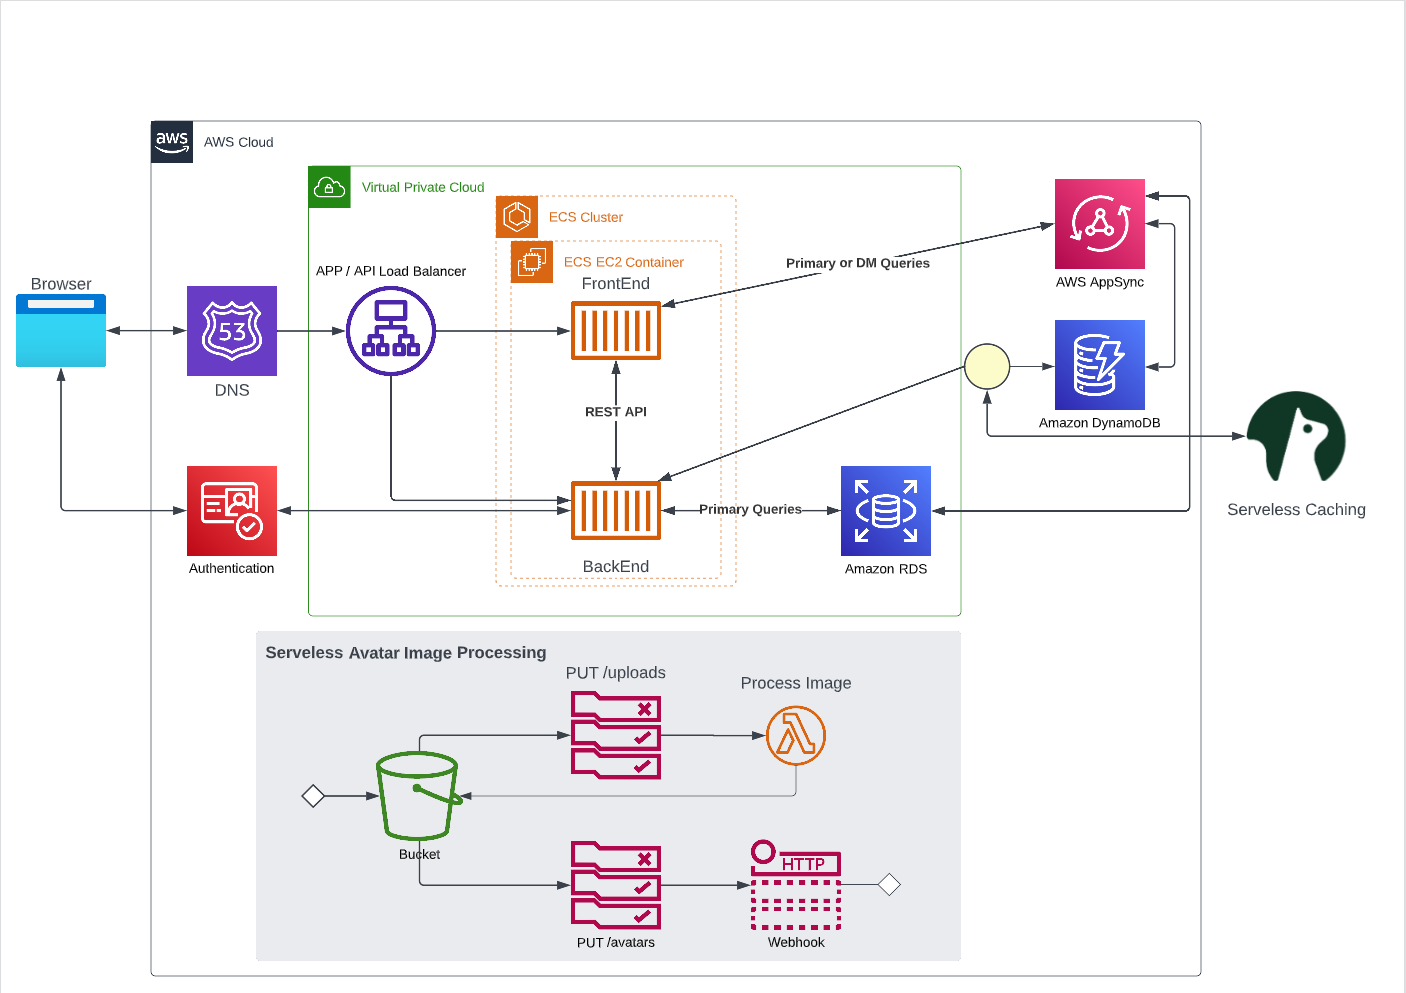 aws
AWS Cloud
Virtual Private Cloud
ECS Cluster
ECS EC2 Container
FrontEnd
APP / API Load Balancer
Primary or DM Queries
AWS AppSync
Browser
53
DNS
REST API
Amazon DynamoDB
Serveless Caching
Primary Queries
Authentication
BackEnd
Amazon RDS
Serveless Avatar Image Processing
PUT /uploads
Process Image
Bucket
HTTP
PUT /avatars
Webhook